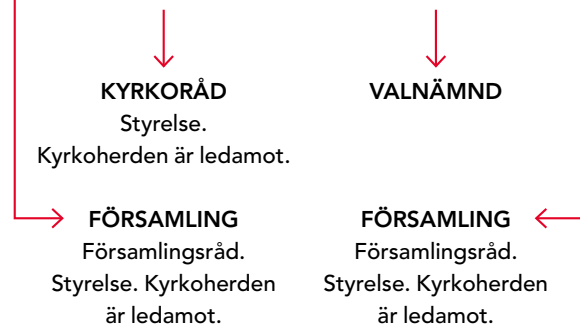 KYRKORÅD
Styrelse.
Kyrkoherden är ledamot.
VALNÄMND
FÖRSAMLING
Församlingsråd.
Styrelse. Kyrkoherden
är ledamot.
FÖRSAMLING
Församlingsråd.
Styrelse. Kyrkoherden
är ledamot.